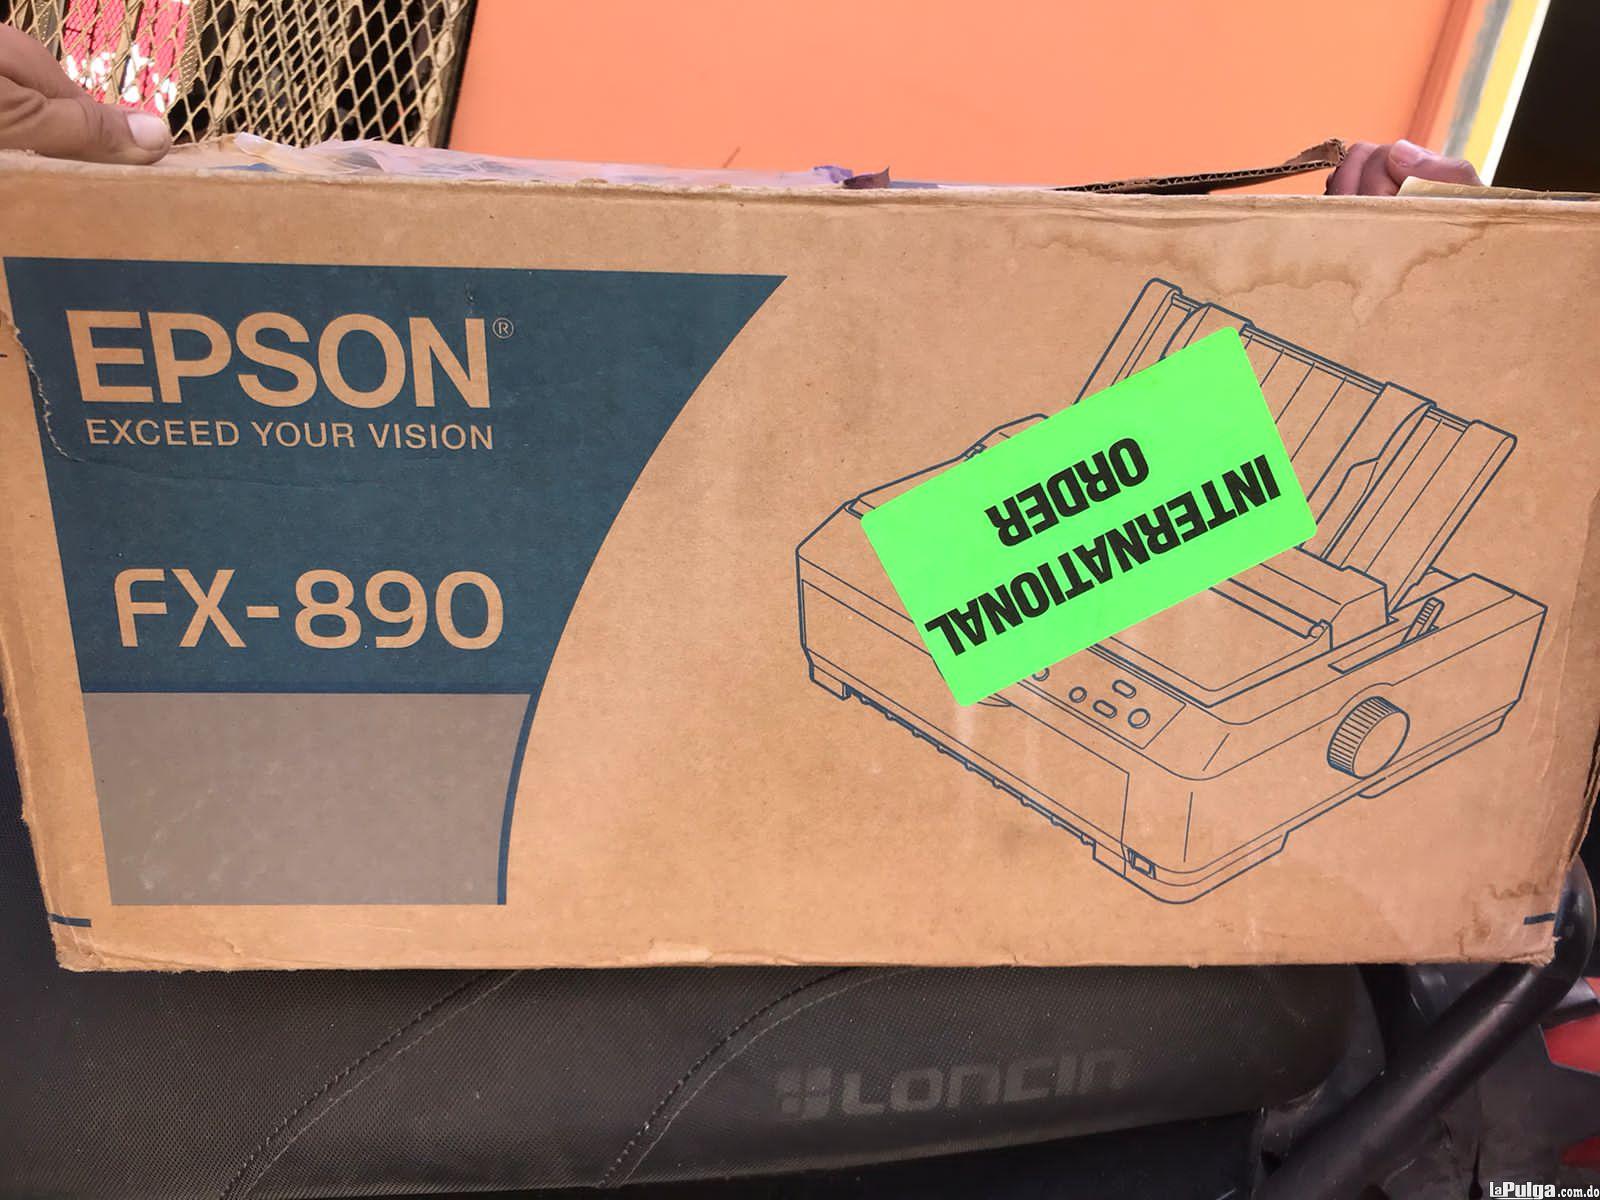 EPSON®
EXCEED YOUR VISION
FX-890
INTERNATIONAL
ORDER
LONCIN
laPulga.com.do